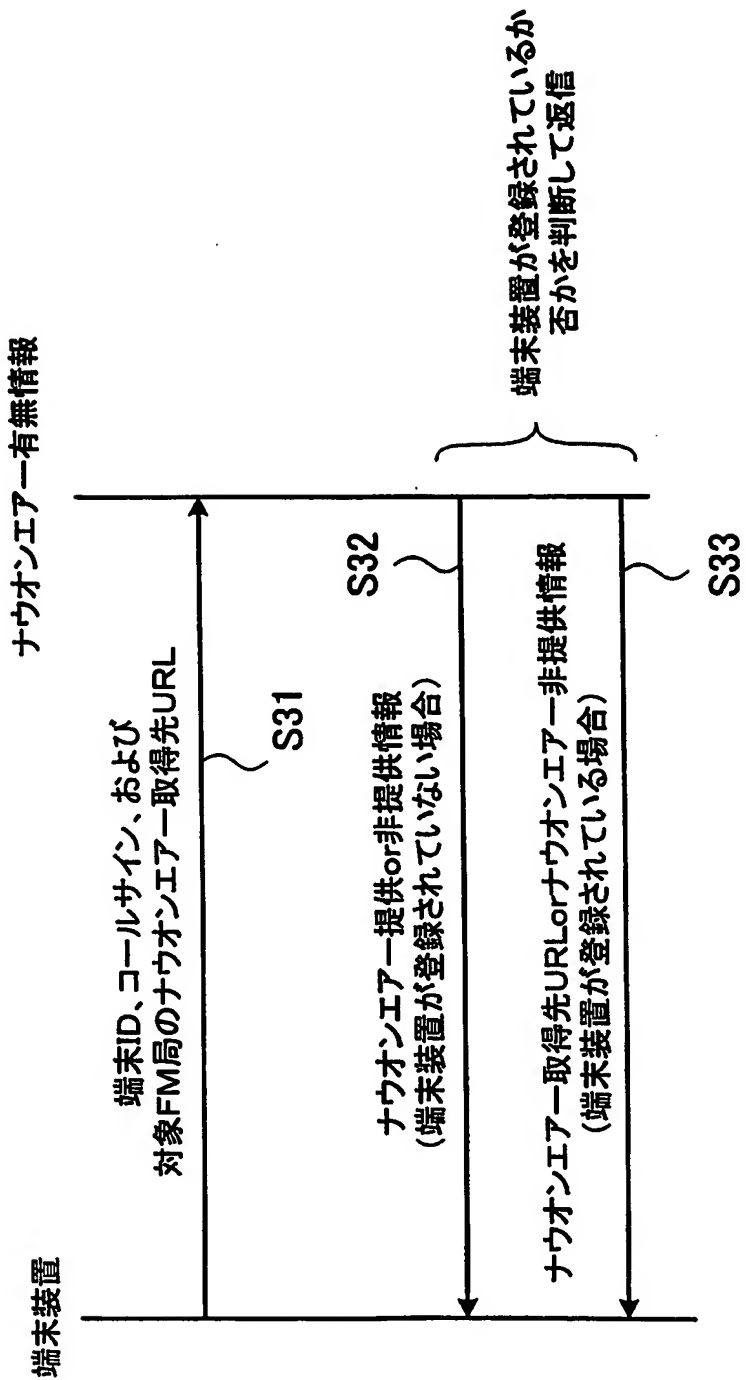 端末装置
ナウオンエアー有無情報
端末ID、コールサイン、および
対象FM局のナウオンエアー取得先URL
S31
ナウオンエアー提供or非提供情報
(端末装置が登録されていない場合)
S32
ナウオンエアー取得先URLorナウオンエアー非提供情報
(端末装置が登録されている場合)
S33
端末装置が登録されているか
否かを判断して返信